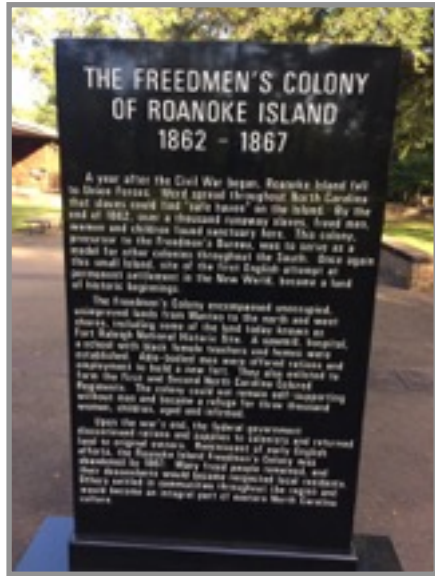 THE FREEDMEN'S COLONY
OF ROANOKE ISLAND
1862 - 1867
A year after the Civil War began, Roanoke Island fell
to Union Forces. Word spread throughout North Carolina
that slaves could find "safe haven" on the island. By the
end of 1862, over a thousand runaway slaves, freed men,
women and children found sanctuary here. This colony,
precursor to the Freedman's Bureau, was to serve as a
model for other colonies throughout the South. Once again
this small island, site of the first English attempt at
permanent settlement in the New World, became a land
of historic beginnings.
The Freedmen's Colony encompassed unoccupied,
unimproved lands from Manteo to the north and west
shores, including some of the land today known as
Fort Raleigh National Historic Site. A sawmill, hospital,
a school with black female teachers and homes were
established. Able-bodied men were offered rations and
employment to build a new fort. They also enlisted to
form the First and Second North Carolina Colored
Regiments. The colony could not remain self-supporting
without men and became a refuge for three thousand
women, children, aged and infirmed.
Upon the war's end, the federal government
discontinued rations and supplies to colonists and returned
land to original owners. Reminiscent of early English
efforts, the Roanoke Island Freedmen's Colony was
abandoned by 1867. Many freed people remained, and
their descendants would become respected local residents.
Others settled in communities throughout the region and
would become an integral part of eastern North Carolina
culture.